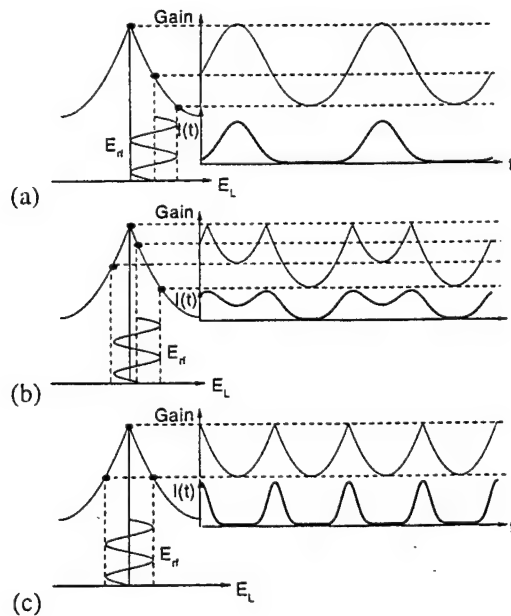 Gain
I(t)
E_rf
t
E_L
(a)
Gain
I(t)
E_rf
E_L
(b)
Gain
I(t)
E_rf
E_L
(c)